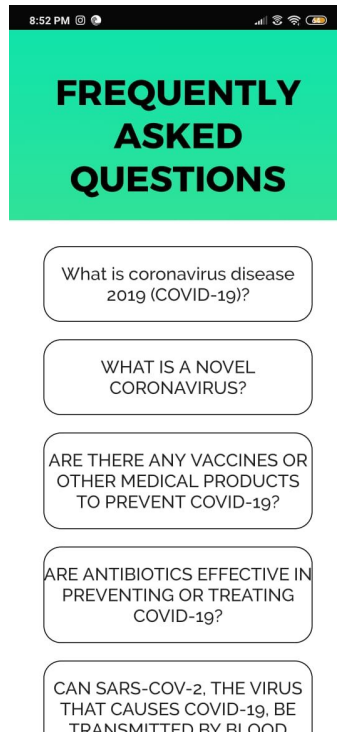 8:52 PM
64
FREQUENTLY
ASKED
QUESTIONS
What is coronavirus disease
2019 (COVID-19)?
WHAT IS A NOVEL
CORONAVIRUS?
ARE THERE ANY VACCINES OR
OTHER MEDICAL PRODUCTS
TO PREVENT COVID-19?
ARE ANTIBIOTICS EFFECTIVE IN
PREVENTING OR TREATING
COVID-19?
CAN SARS-COV-2, THE VIRUS
THAT CAUSES COVID-19, BE
TRANSMITTED BY BLOOD